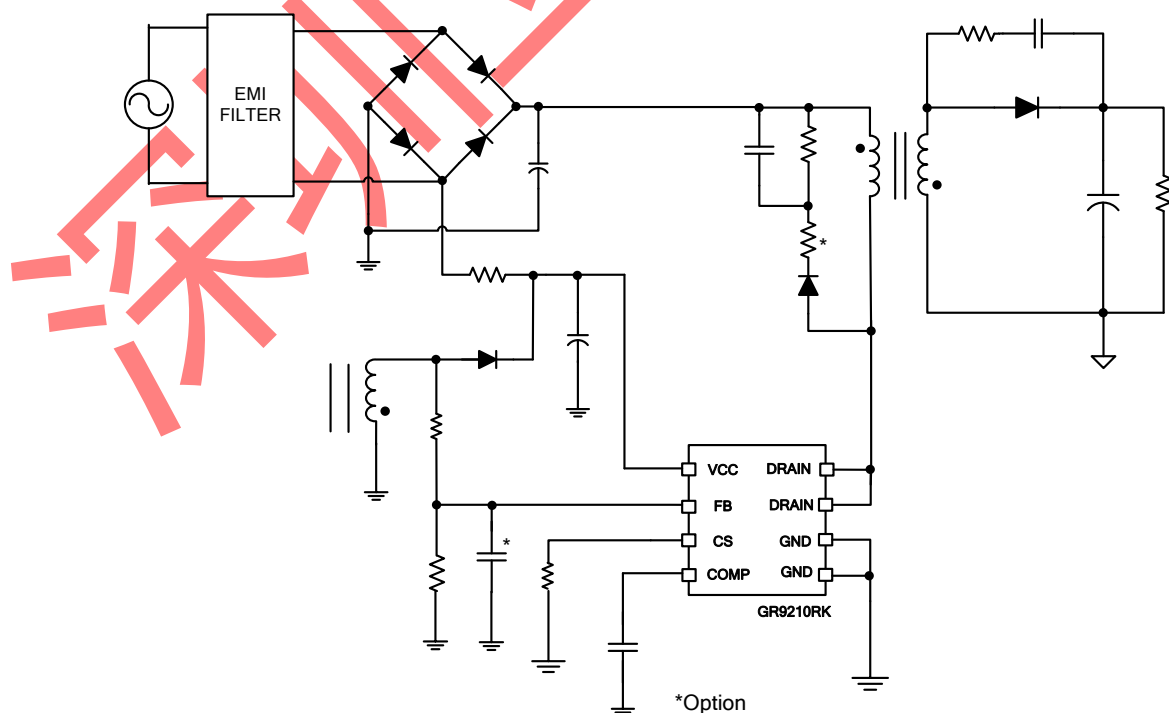 EMI
FILTER
*
VCC
DRAIN
FB
DRAIN
*
CS
GND
COMP
GND
GR9210RK
*Option